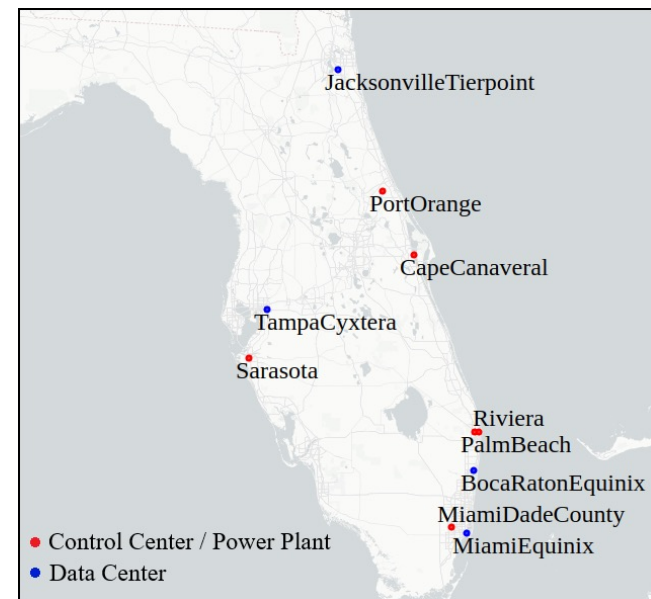 JacksonvilleTierpoint
PortOrange
CapeCanaveral
TampaCyxtera
Sarasota
Riviera
PalmBeach
BocaRatonEquinix
MiamiDadeCounty
MiamiEquinix
Control Center / Power Plant
Data Center